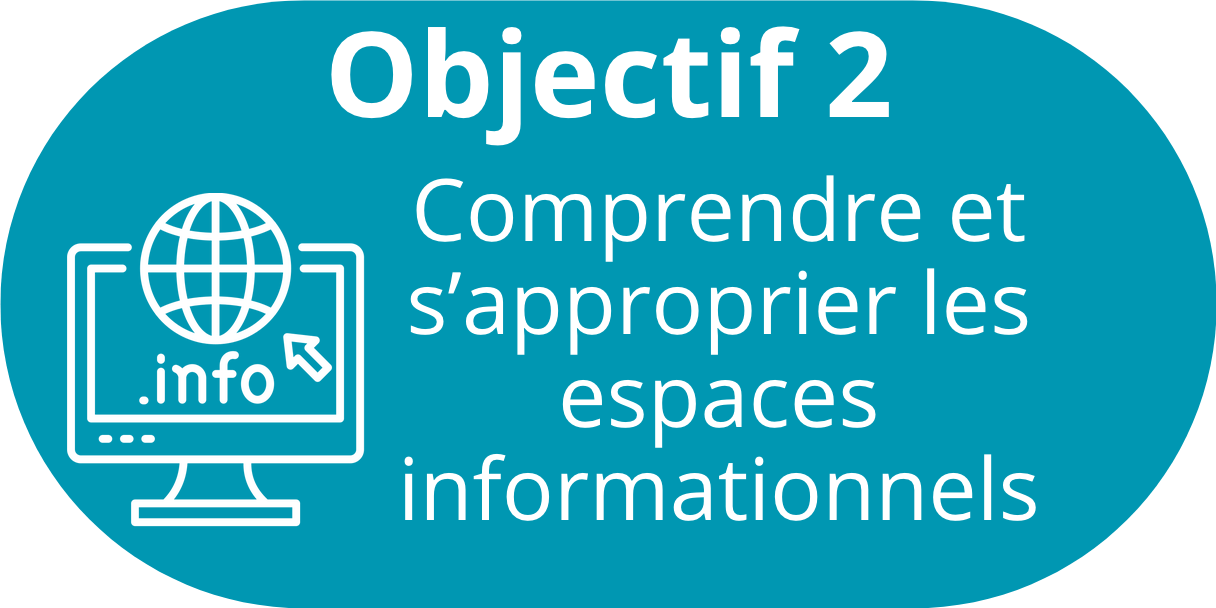 Objectif 2
Comprendre et
s’approprier les
espaces
informationnels
.info